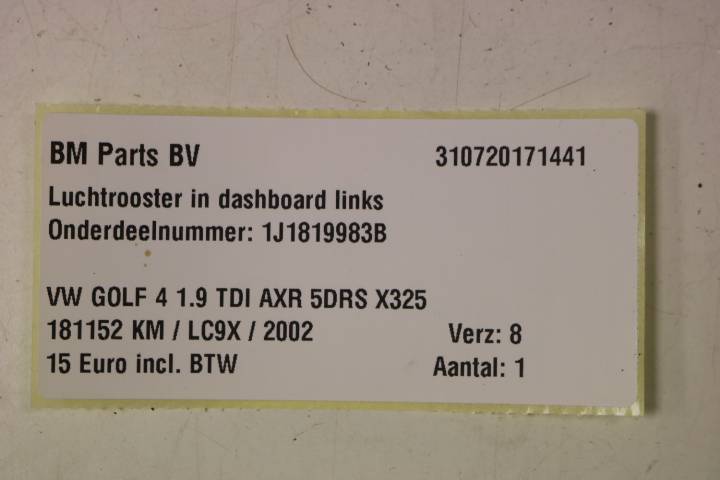 BM Parts BV 310720171441
Luchtrooster in dashboard links
Onderdeelnummer: 1J1819983B
VW GOLF 4 1.9 TDI AXR 5DRS X325
181152 KM / LC9X / 2002 Verz: 8
15 Euro incl. BTW Aantal: 1